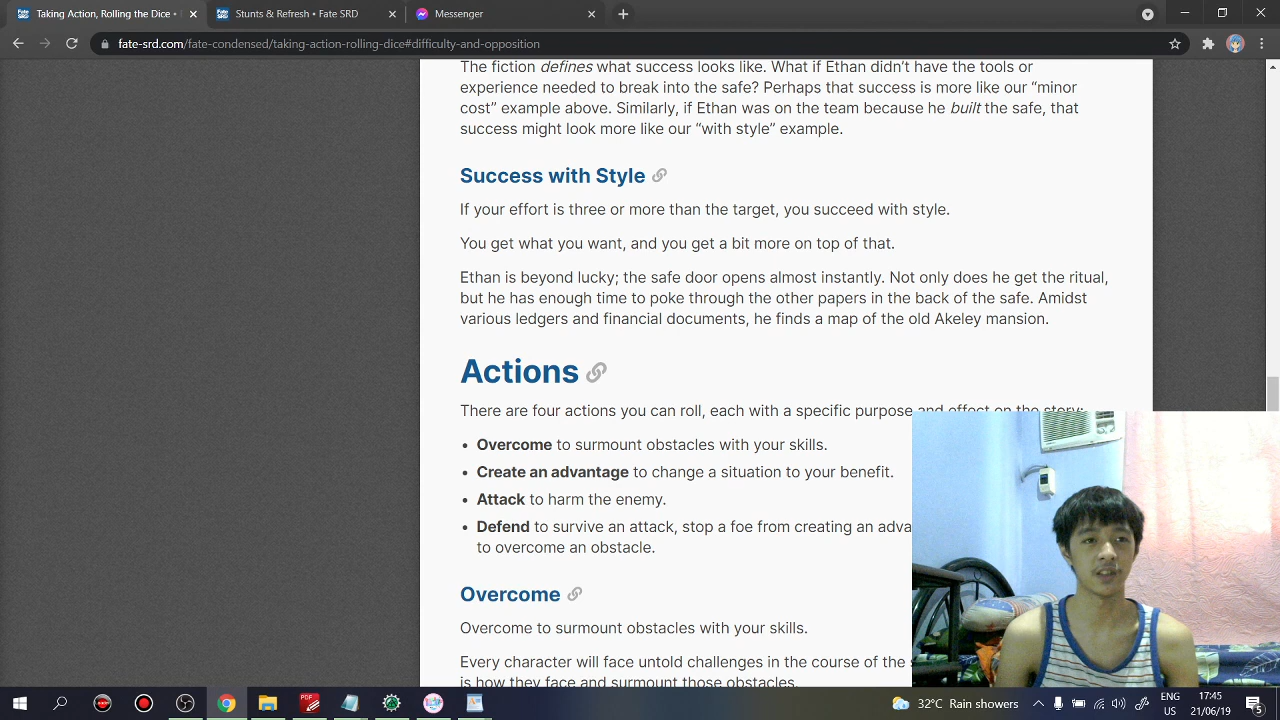 Taking Action, Rolling the Dice •
Stunts & Refresh • Fate SRD
Messenger
fate-srd.com/fate-condensed/taking-action-rolling-dice#difficulty-and-opposition
The fiction defines what success looks like. What if Ethan didn’t have the tools or
experience needed to break into the safe? Perhaps that success is more like our “minor
cost” example above. Similarly, if Ethan was on the team because he built the safe, that
success might look more like our “with style” example.
Success with Style
If your effort is three or more than the target, you succeed with style.
You get what you want, and you get a bit more on top of that.
Ethan is beyond lucky; the safe door opens almost instantly. Not only does he get the ritual,
but he has enough time to poke through the other papers in the back of the safe. Amidst
various ledgers and financial documents, he finds a map of the old Akeley mansion.
Actions
There are four actions you can roll, each with a specific purpose and effect on the story:
• Overcome to surmount obstacles with your skills.
• Create an advantage to change a situation to your benefit.
• Attack to harm the enemy.
• Defend to survive an attack, stop a foe from creating an adva
to overcome an obstacle.
Overcome
Overcome to surmount obstacles with your skills.
Every character will face untold challenges in the course of the
is how they face and surmount those obstacles.
PDF
32°C Rain showers
ENG
US
17:45
21/06/19
5